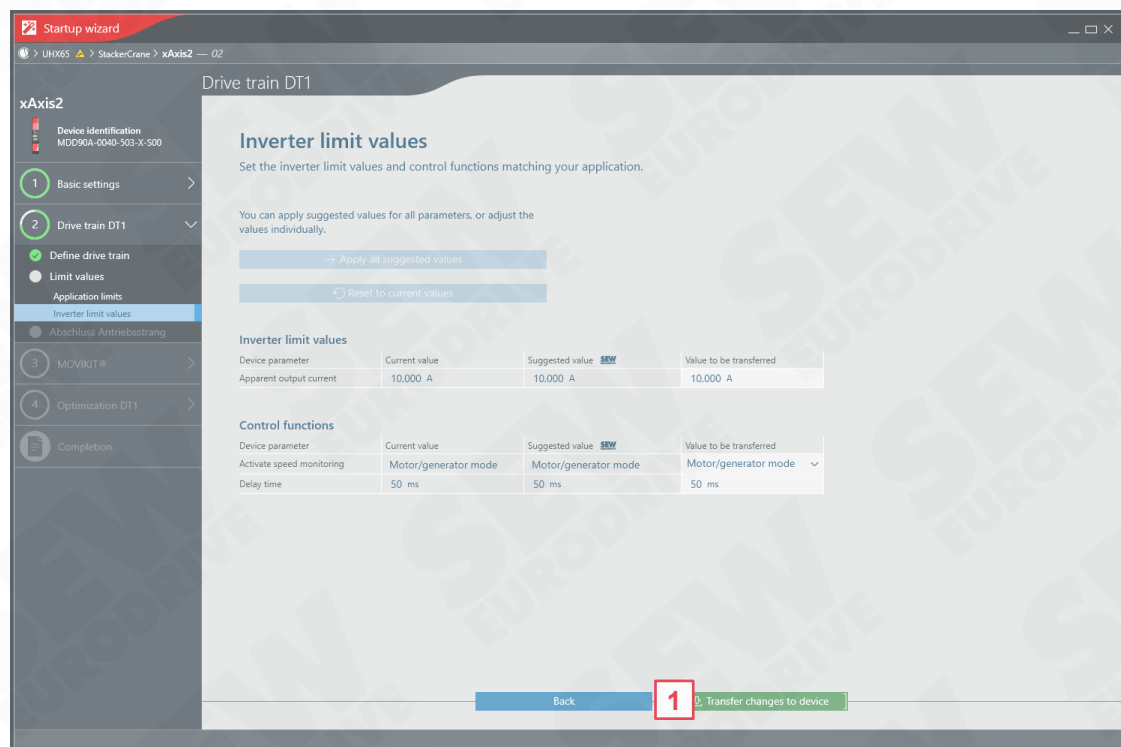 Startup wizard
> UHX65 > StackerCrane > xAxis2 — 02
Drive train DT1
xAxis2
Device identification
MDD90A-0040-503-X-S00
1 Basic settings
2 Drive train DT1
Define drive train
Limit values
Application limits
Inverter limit values
Abschluss Antriebsstrang
3 MOVIKIT®
4 Optimization DT1
Completion
Inverter limit values
Set the inverter limit values and control functions matching your application.
You can apply suggested values for all parameters, or adjust the
values individually.
→ Apply all suggested values
Reset to current values
Inverter limit values
Device parameter Current value Suggested value SEW Value to be transferred
Apparent output current 10,000 A 10,000 A 10,000 A
Control functions
Device parameter Current value Suggested value SEW Value to be transferred
Activate speed monitoring Motor/generator mode Motor/generator mode Motor/generator mode
Delay time 50 ms 50 ms 50 ms
Back 1 Transfer changes to device
SEW
EURODRIVE